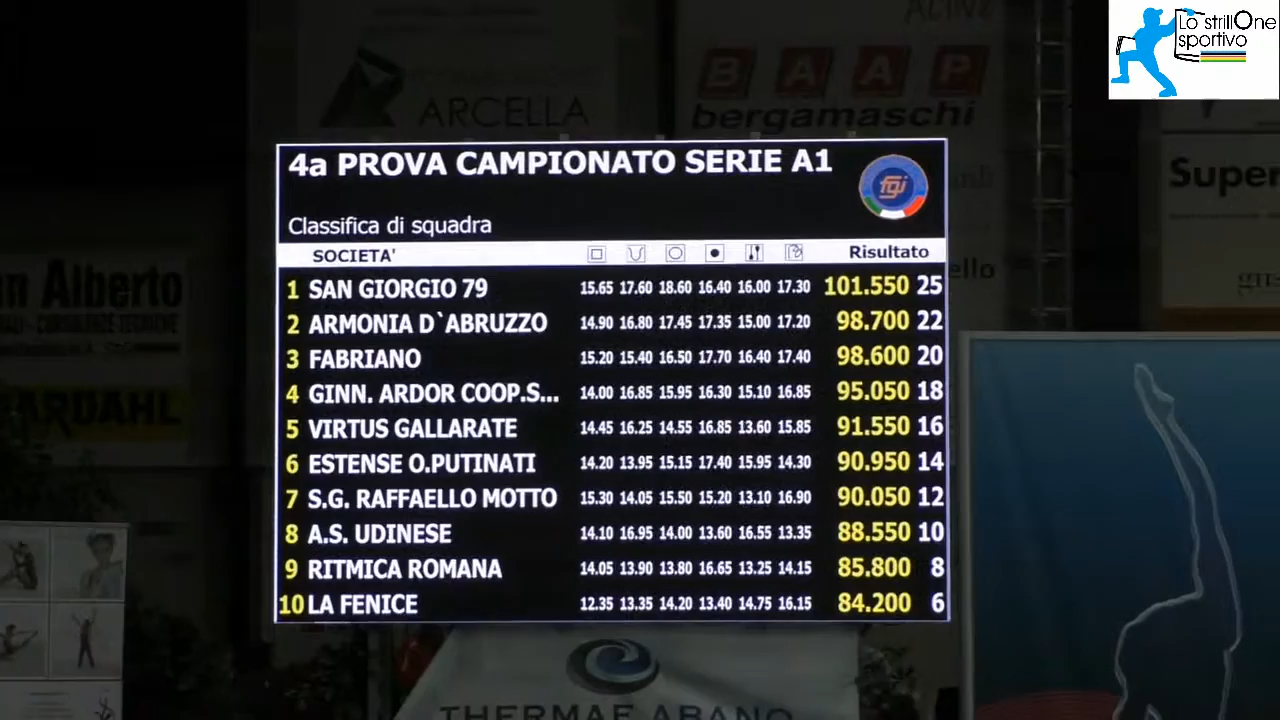 Lo strillOne
sportivo
ARCELLA
BAAP
bergamaschi
Super
an Alberto
ARDAHL
4a PROVA CAMPIONATO SERIE A1
fgi
Classifica di squadra
SOCIETA' Risultato
1 SAN GIORGIO 79 15.65 17.60 18.60 16.40 16.00 17.30 101.550 25
2 ARMONIA D`ABRUZZO 14.90 16.80 17.45 17.35 15.00 17.20 98.700 22
3 FABRIANO 15.20 15.40 16.50 17.70 16.40 17.40 98.600 20
4 GINN. ARDOR COOP.S... 14.00 16.85 15.95 16.30 15.10 16.85 95.050 18
5 VIRTUS GALLARATE 14.45 16.25 14.55 16.85 13.60 15.85 91.550 16
6 ESTENSE O.PUTINATI 14.20 13.95 15.15 17.40 15.95 14.30 90.950 14
7 S.G. RAFFAELLO MOTTO 15.30 14.05 15.50 15.20 13.10 16.90 90.050 12
8 A.S. UDINESE 14.10 16.95 14.00 13.60 16.55 13.35 88.550 10
9 RITMICA ROMANA 14.05 13.90 13.80 16.65 13.25 14.15 85.800 8
10 LA FENICE 12.35 13.35 14.20 13.40 14.75 16.15 84.200 6
THERMAE ABANO